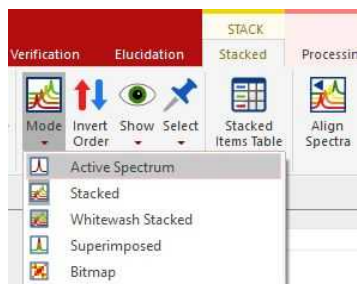 STACK
Verification Elucidation Stacked Processin
Mode Invert Order Show Select Stacked Items Table Align Spectra
Active Spectrum
Stacked
Whitewash Stacked
Superimposed
Bitmap